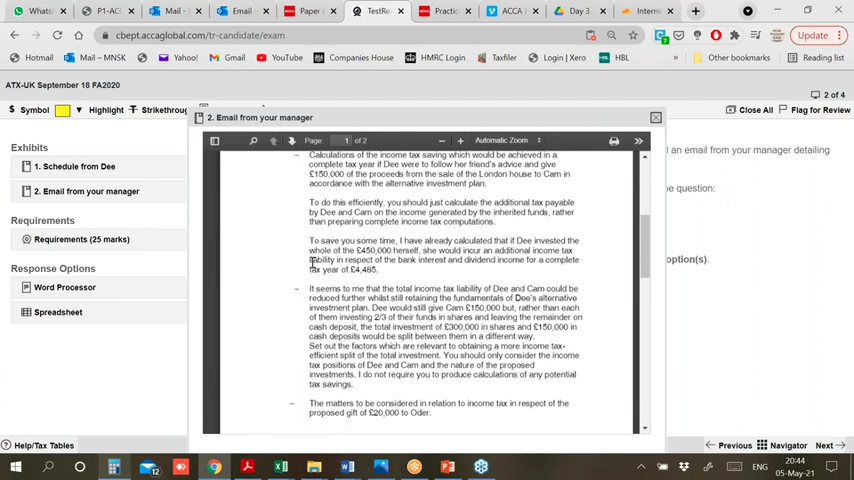 WhatsA
P1-ACC
Mail -
Email -
Paper e
TestRe
Practic
ACCA P
Day 3
Intern
cbept.accaglobal.com/tr-candidate/exam
Update
Hotmail
Mail – MNSK
Yahoo!
Gmail
YouTube
Companies House
HMRC Login
Taxfiler
Login | Xero
HBL
Reading list
ATX-UK September 18 FA2020
2 of 4
Symbol
Highlight
Strikethrou
Close All
Flag for Review
Exhibits
1. Schedule from Dee
2. Email from your manager
Requirements
Requirements (25 marks)
Response Options
Word Processor
Spreadsheet
2. Email from your manager
Page: 1 of 2
Automatic Zoom
– Calculations of the income tax saving which would be achieved in a
complete tax year if Dee were to follow her friend's advice and give
£150,000 of the proceeds from the sale of the London house to Cam in
accordance with the alternative investment plan.
To do this efficiently, you should just calculate the additional tax payable
by Dee and Cam on the income generated by the inherited funds, rather
than preparing complete income tax computations.
To save you some time, I have already calculated that if Dee invested the
whole of the £450,000 herself, she would incur an additional income tax
liability in respect of the bank interest and dividend income for a complete
tax year of £4,485.
– It seems to me that the total income tax liability of Dee and Cam could be
reduced further whilst still retaining the fundamentals of Dee's alternative
investment plan. Dee would still give Cam £150,000 but, rather than each
of them investing 2/3 of their funds in shares and leaving the remainder on
cash deposit, the total investment of £300,000 in shares and £150,000 in
cash deposits would be split between them in a different way.
Set out the factors which are relevant to obtaining a more income tax-
efficient split of the total investment. You should only consider the income
tax positions of Dee and Cam and the nature of the proposed
investments. I do not require you to produce calculations of any potential
tax savings.
– The matters to be considered in relation to income tax in respect of the
proposed gift of £20,000 to Oder.
l an email from your manager detailing
the question:
option(s).
Help/Tax Tables
Previous
Navigator
Next
12
ENG
20:44
05-May-21